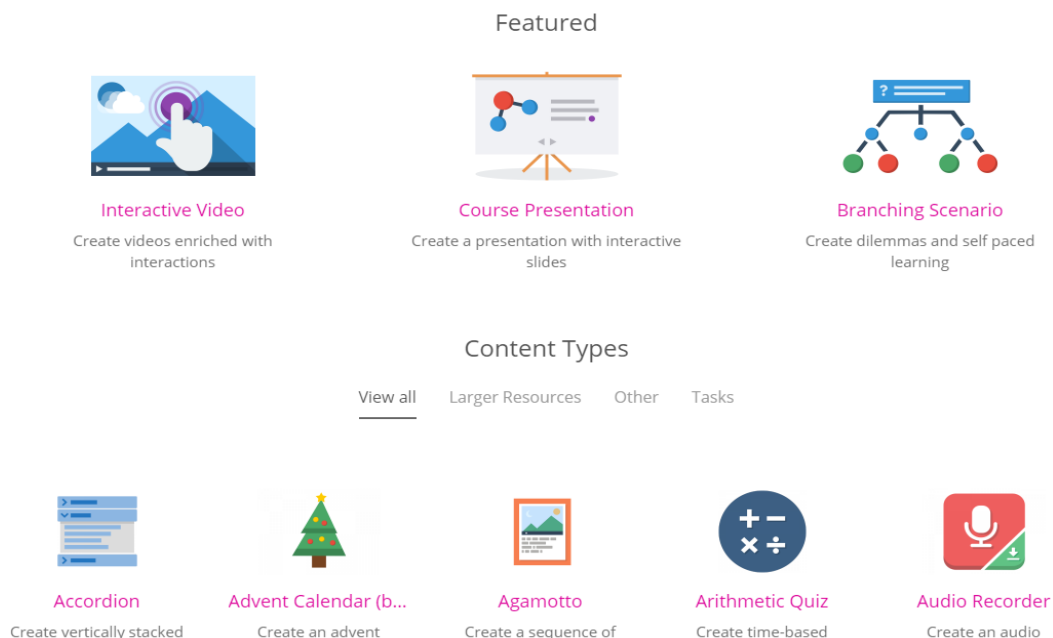 Featured
Interactive Video
Create videos enriched with
interactions
Course Presentation
Create a presentation with interactive
slides
Branching Scenario
Create dilemmas and self paced
learning
Content Types
View all
Larger Resources
Other
Tasks
Accordion
Create vertically stacked
Advent Calendar (b...
Create an advent
Agamotto
Create a sequence of
Arithmetic Quiz
Create time-based
Audio Recorder
Create an audio